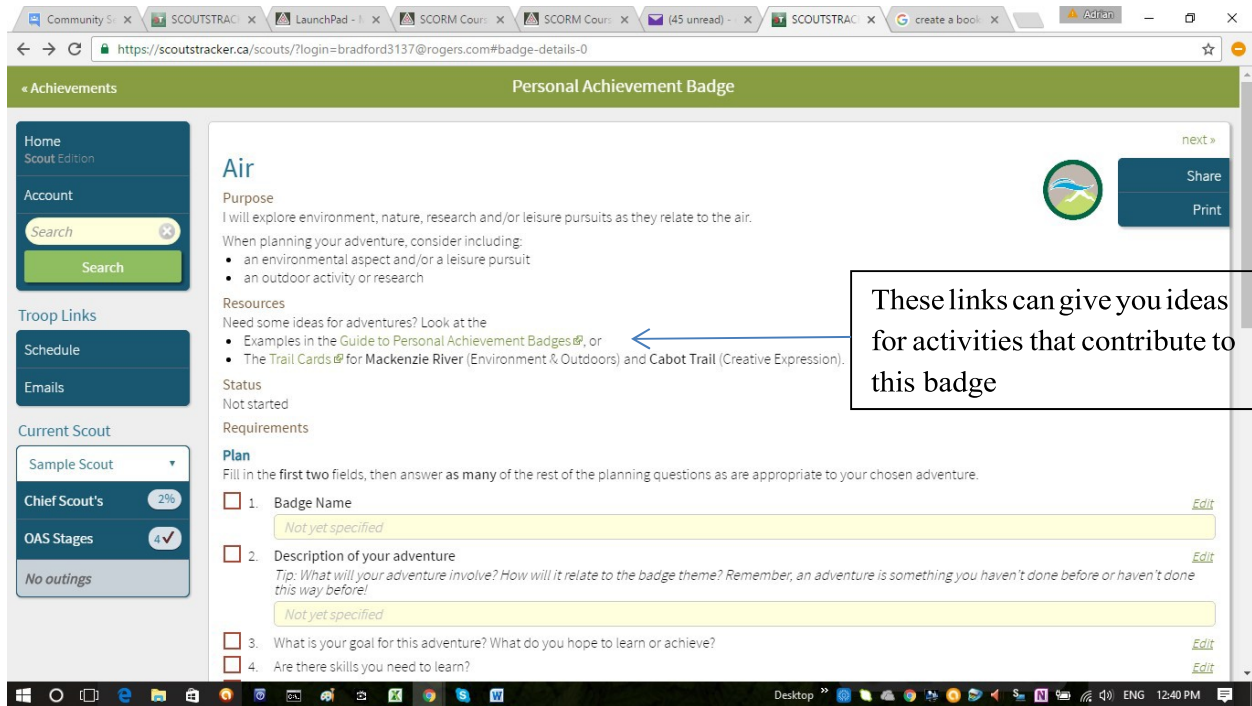 Community Se
SCOUTSTRAC
LaunchPad - I
SCORM Cours
SCORM Cours
(45 unread) -
SCOUTSTRAC
create a book
Adrian
https://scoutstracker.ca/scouts/?login=bradford3137@rogers.com#badge-details-0
« Achievements
Personal Achievement Badge
Home
Scout Edition
Account
Search
Search
Troop Links
Schedule
Emails
Current Scout
Sample Scout
Chief Scout's 2%
OAS Stages 4
No outings
next »
Share
Print
Air
Purpose
I will explore environment, nature, research and/or leisure pursuits as they relate to the air.
When planning your adventure, consider including:
• an environmental aspect and/or a leisure pursuit
• an outdoor activity or research
Resources
Need some ideas for adventures? Look at the
• Examples in the Guide to Personal Achievement Badges, or
• The Trail Cards for Mackenzie River (Environment & Outdoors) and Cabot Trail (Creative Expression).
These links can give you ideas
for activities that contribute to
this badge
Status
Not started
Requirements
Plan
Fill in the first two fields, then answer as many of the rest of the planning questions as are appropriate to your chosen adventure.
1. Badge Name Edit
Not yet specified
2. Description of your adventure Edit
Tip: What will your adventure involve? How will it relate to the badge theme? Remember, an adventure is something you haven't done before or haven't done
this way before!
Not yet specified
3. What is your goal for this adventure? What do you hope to learn or achieve? Edit
4. Are there skills you need to learn? Edit
Desktop » ENG 12:40 PM